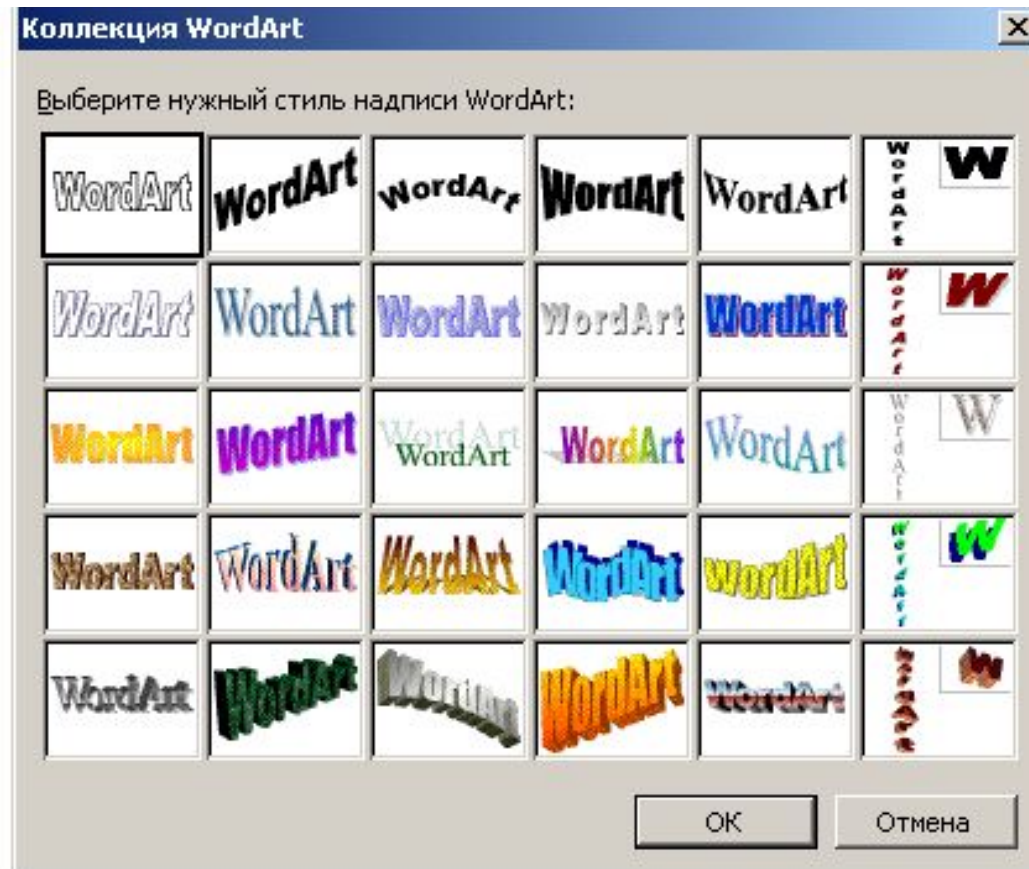 Коллекция WordArt
Выберите нужный стиль надписи WordArt:
WordArt WordArt WordArt WordArt WordArt WordArt W
WordArt WordArt WordArt WordArt WordArt WordArt W
WordArt WordArt WordArt WordArt WordArt WordArt WordArt W
WordArt WordArt WordArt WordArt WordArt WordArt W
WordArt WordArt WordArt WordArt WordArt WordArt W
ОК Отмена